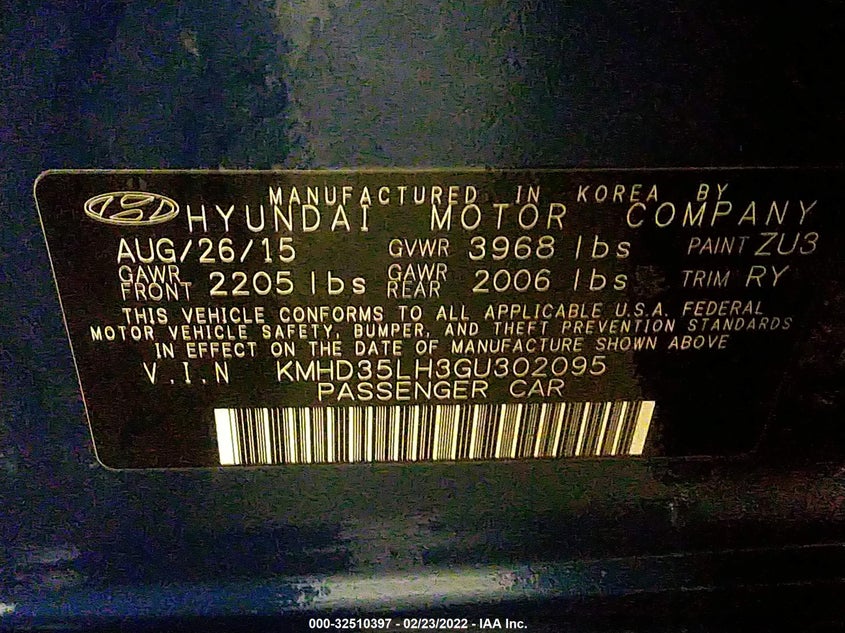 MANUFACTURED IN KOREA BY
HYUNDAI MOTOR COMPANY
AUG/26/15 GVWR 3968 lbs PAINT ZU3
GAWR FRONT 2205 lbs GAWR REAR 2006 lbs TRIM RY
THIS VEHICLE CONFORMS TO ALL APPLICABLE U.S.A. FEDERAL
MOTOR VEHICLE SAFETY, BUMPER, AND THEFT PREVENTION STANDARDS
IN EFFECT ON THE DATE OF MANUFACTURE SHOWN ABOVE
V.I.N KMHD35LH3GU302095
PASSENGER CAR
000-32510397 - 02/23/2022 - IAA Inc.